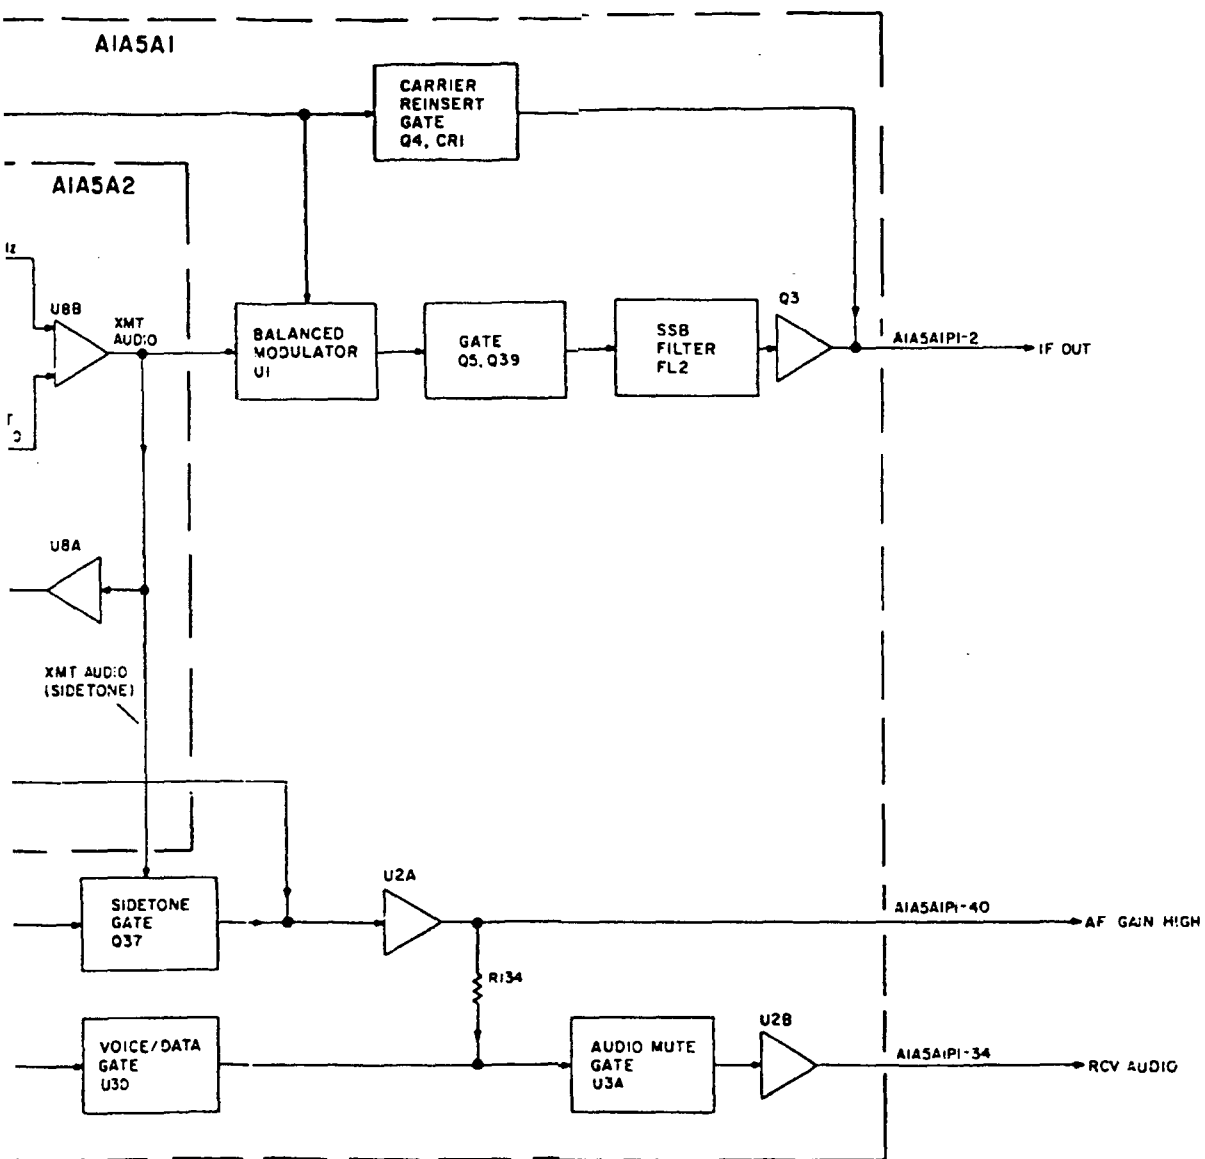 A1A5A1
CARRIER
REINSERT
GATE
Q4, CR1
A1A5A2
Iz
U8B
XMT
AUDIO
BALANCED
MODULATOR
U1
GATE
Q5, Q39
SSB
FILTER
FL2
Q3
A1A5A1P1-2
IF OUT
U8A
XMT AUDIO
(SIDETONE)
SIDETONE
GATE
Q37
U2A
A1A5A1P1-40
AF GAIN HIGH
R134
VOICE/DATA
GATE
U3D
AUDIO MUTE
GATE
U3A
U2B
A1A5A1P1-34
RCV AUDIO